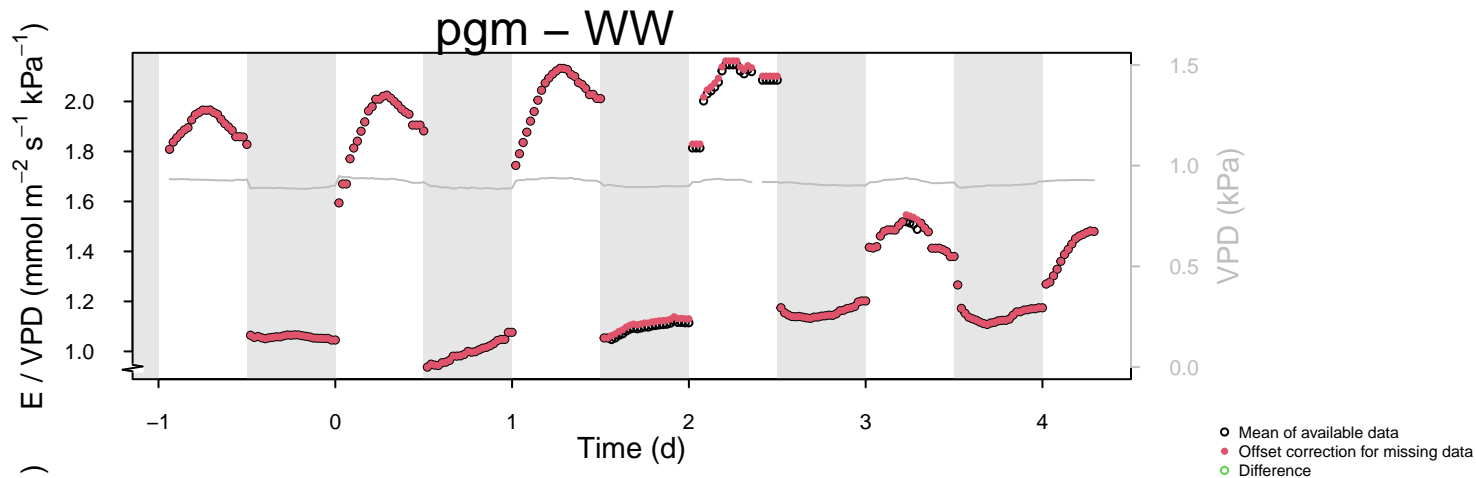 pgm – WW
E / VPD (mmol m⁻² s⁻¹ kPa⁻¹)
2.0
1.8
1.6
1.4
1.2
1.0
1.5
1.0
0.5
0.0
VPD (kPa)
−1 0 1 2 3 4
Time (d)
Mean of available data
Offset correction for missing data
Difference
)